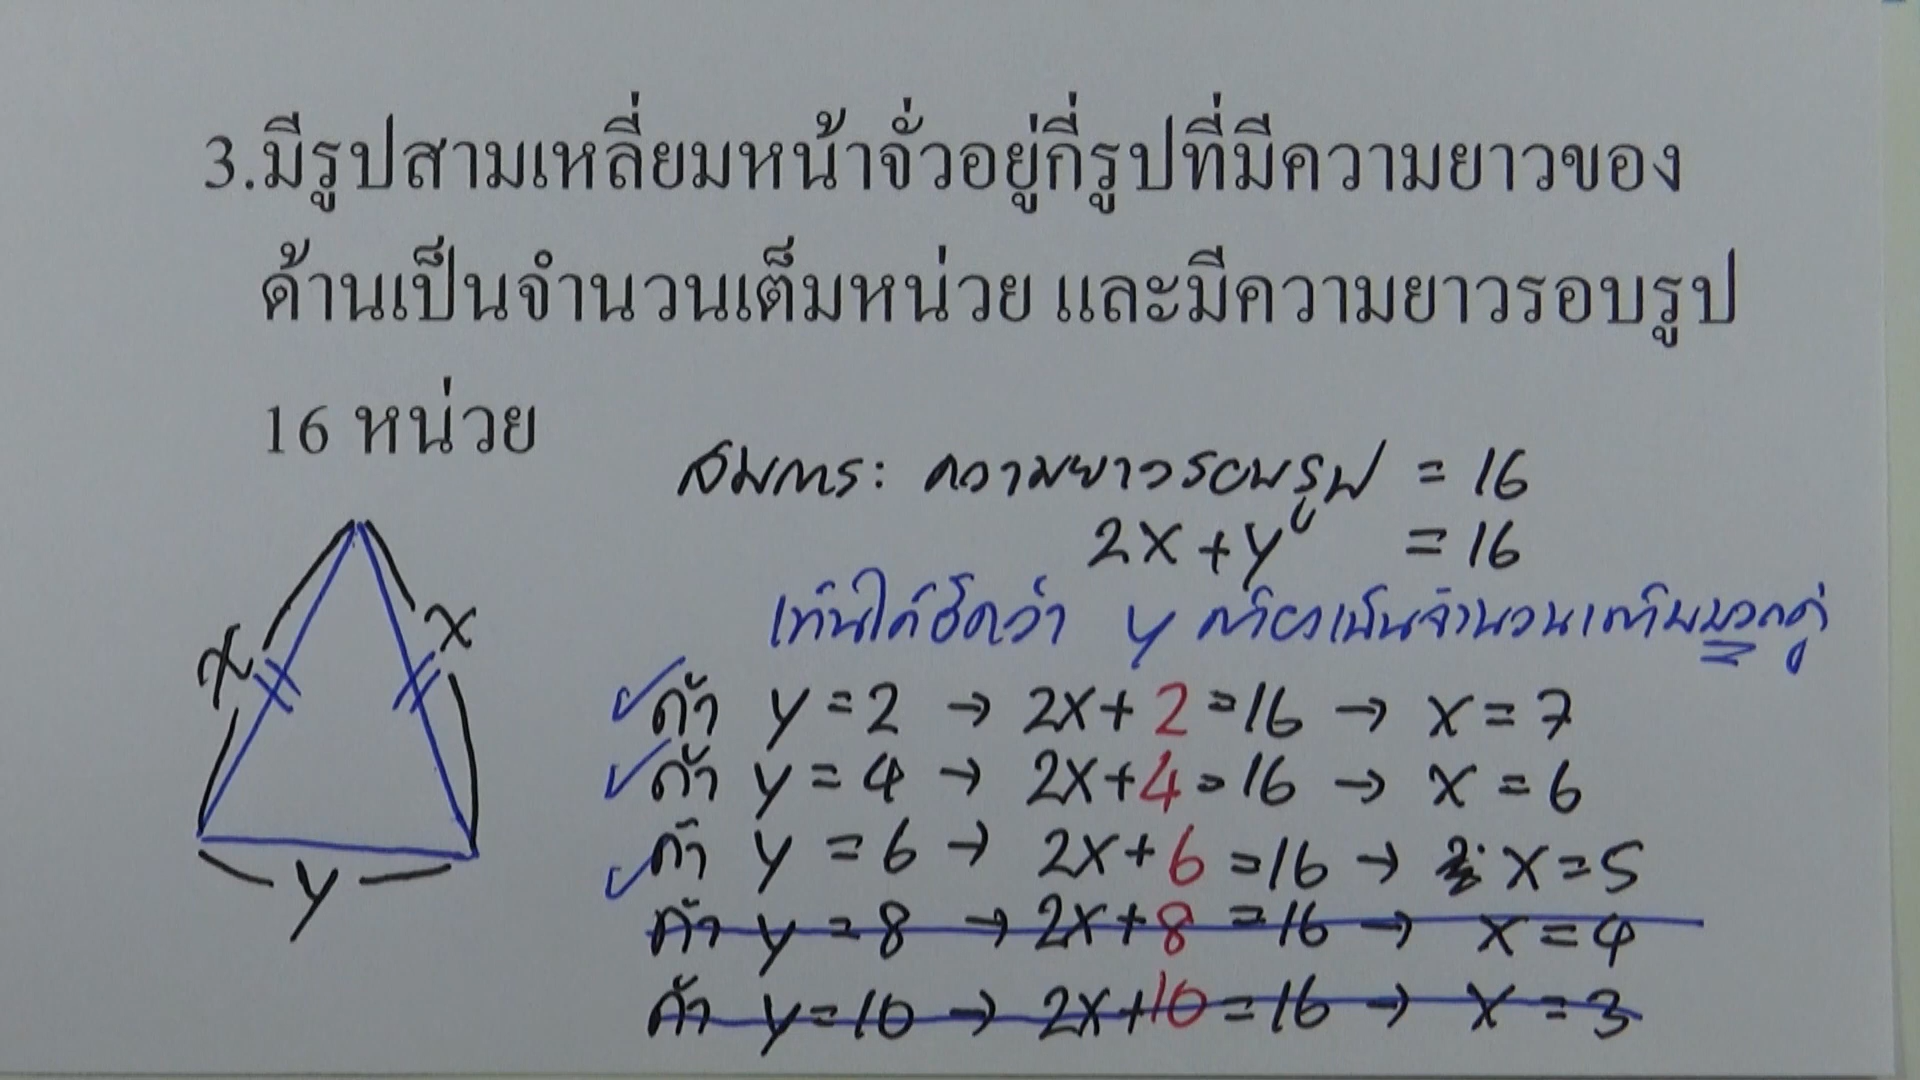 3.มีรูปสามเหลี่ยมหน้าจั่วอยู่กี่รูปที่มีความยาวของ
ด้านเป็นจำนวนเต็มหน่วย และมีความยาวรอบรูป
16 หน่วย
สมการ: ความยาวรอบรูป = 16
2x + y = 16
เห็นได้ชัดว่า y ต้องเป็นจำนวนเต็มบวกคู่
x
x
y
ถ้า y = 2 → 2x + 2 = 16 → x = 7
ถ้า y = 4 → 2x + 4 = 16 → x = 6
ถ้า y = 6 → 2x + 6 = 16 → x = 5
ถ้า y = 8 → 2x + 8 = 16 → x = 4
ถ้า y = 10 → 2x + 10 = 16 → x = 3